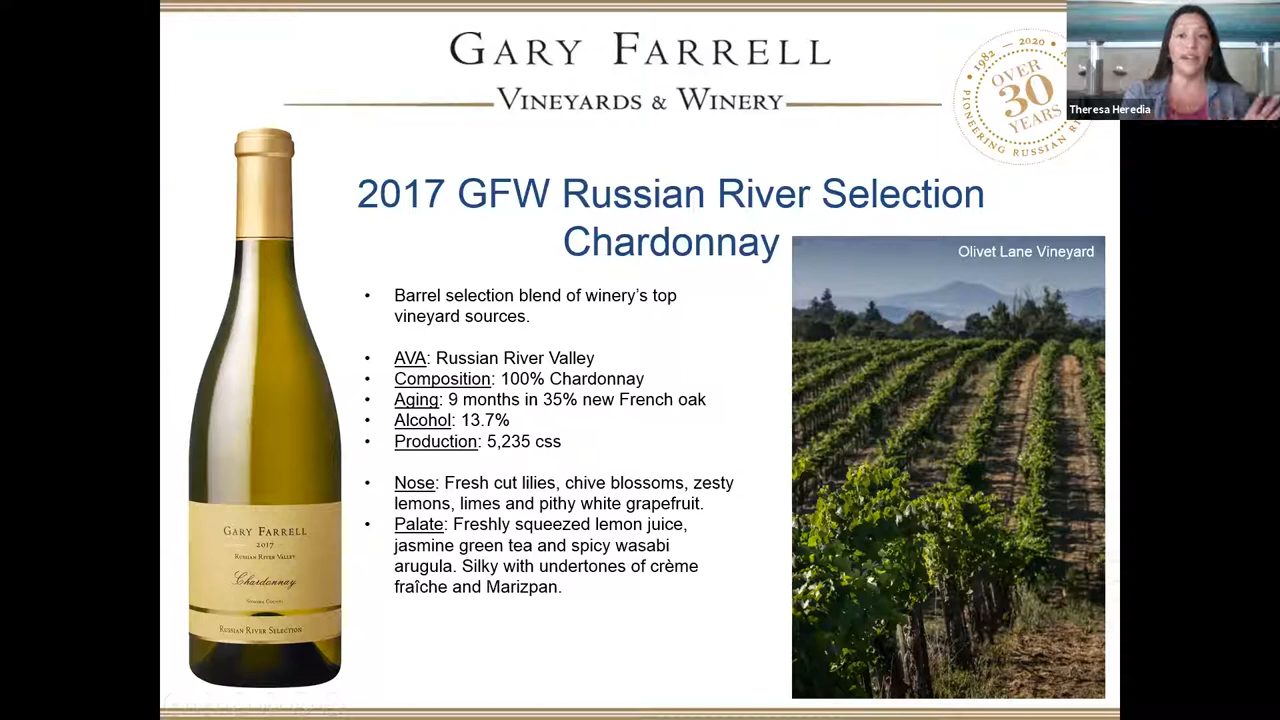 GARY FARRELL
VINEYARDS & WINERY
1982 — 2020
OVER
30
YEARS
PIONEERING RUSSIAN
Theresa Heredia
2017 GFW Russian River Selection
Chardonnay
Olivet Lane Vineyard
• Barrel selection blend of winery's top
vineyard sources.
• AVA: Russian River Valley
• Composition: 100% Chardonnay
• Aging: 9 months in 35% new French oak
• Alcohol: 13.7%
• Production: 5,235 css
• Nose: Fresh cut lilies, chive blossoms, zesty
lemons, limes and pithy white grapefruit.
• Palate: Freshly squeezed lemon juice,
jasmine green tea and spicy wasabi
arugula. Silky with undertones of crème
fraîche and Marizpan.
GARY FARRELL
2017
RUSSIAN RIVER VALLEY
Chardonnay
SONOMA COUNTY
RUSSIAN RIVER SELECTION